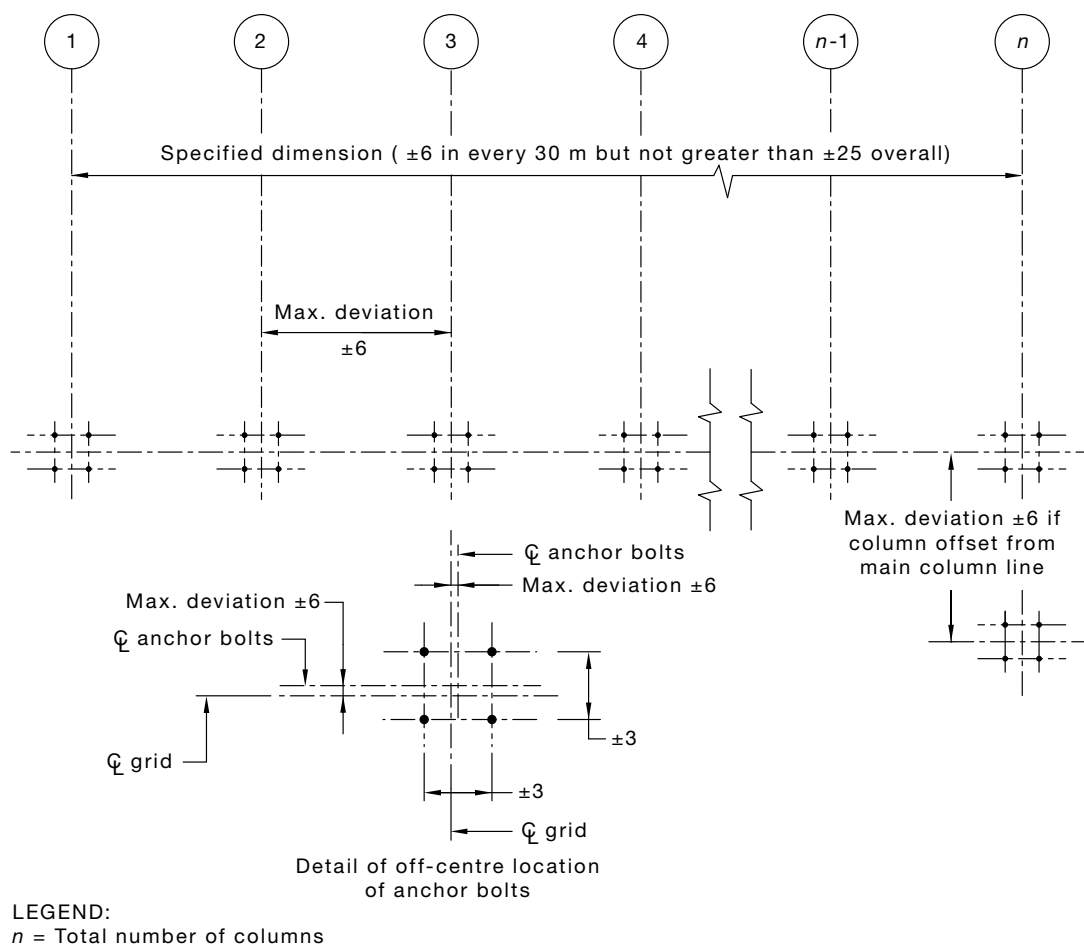 1
2
3
4
n-1
n
Specified dimension ( ±6 in every 30 m but not greater than ±25 overall)
Max. deviation
±6
Max. deviation ±6 if
column offset from
main column line
℄ anchor bolts
Max. deviation ±6
Max. deviation ±6
℄ anchor bolts
±3
℄ grid
±3
℄ grid
Detail of off-centre location
of anchor bolts
LEGEND:
n = Total number of columns